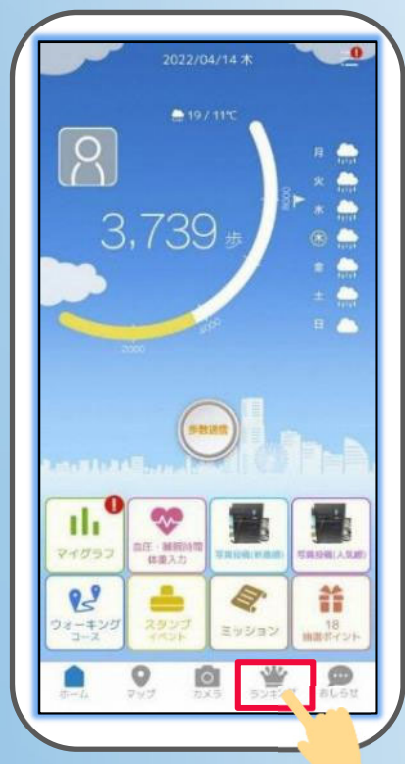 2022/04/14 木
19 / 11℃
月
火
水
木
金
土
日
8000
3,739 歩
6000
2000
歩数送信
マイグラフ
血圧・睡眠時間
体重入力
写真投稿(新着順)
写真投稿(人気順)
ウォーキング
コース
スタンプ
イベント
ミッション
18
抽選ポイント
ホーム
マップ
カメラ
ランキング
おしらせ